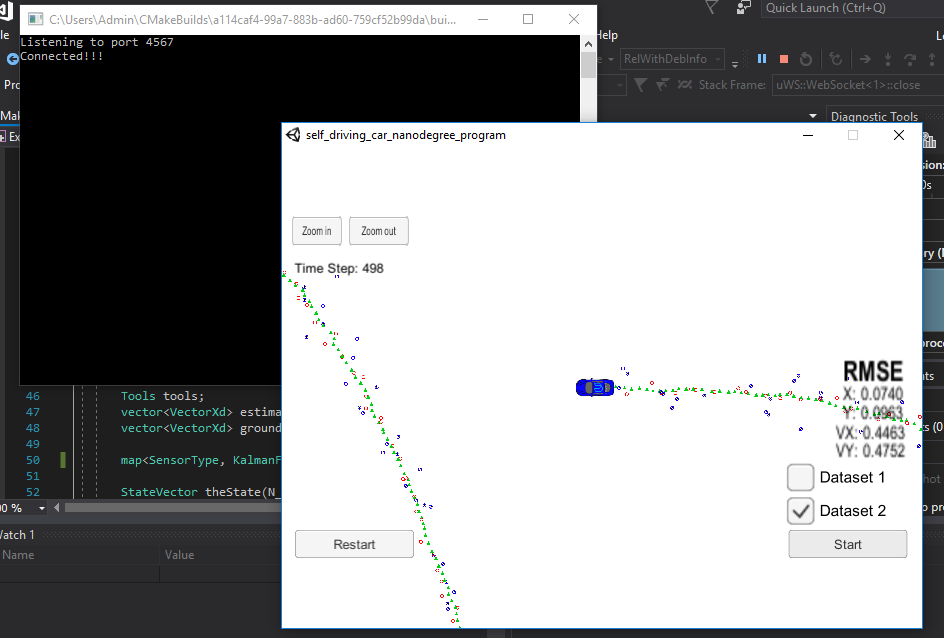 C:\Users\Admin\CMakeBuilds\a114caf4-99a7-883b-ad60-759cf52b99da\bui...
Quick Launch (Ctrl+Q)
Listening to port 4567
Connected!!!
Help
RelWithDebInfo
Stack Frame:
uWS::WebSocket<1>::close
Diagnostic Tools
self_driving_car_nanodegree_program
Zoom in
Zoom out
Time Step: 498
RMSE
X: 0.0740
Y: 0.0963
VX: 0.4463
VY: 0.4752
Dataset 1
Dataset 2
Restart
Start
46 Tools tools;
47 vector<VectorXd> estima
48 vector<VectorXd> ground
49
50 map<SensorType, KalmanF
51
52 StateVector theState(N_
00 %
Watch 1
Name
Value